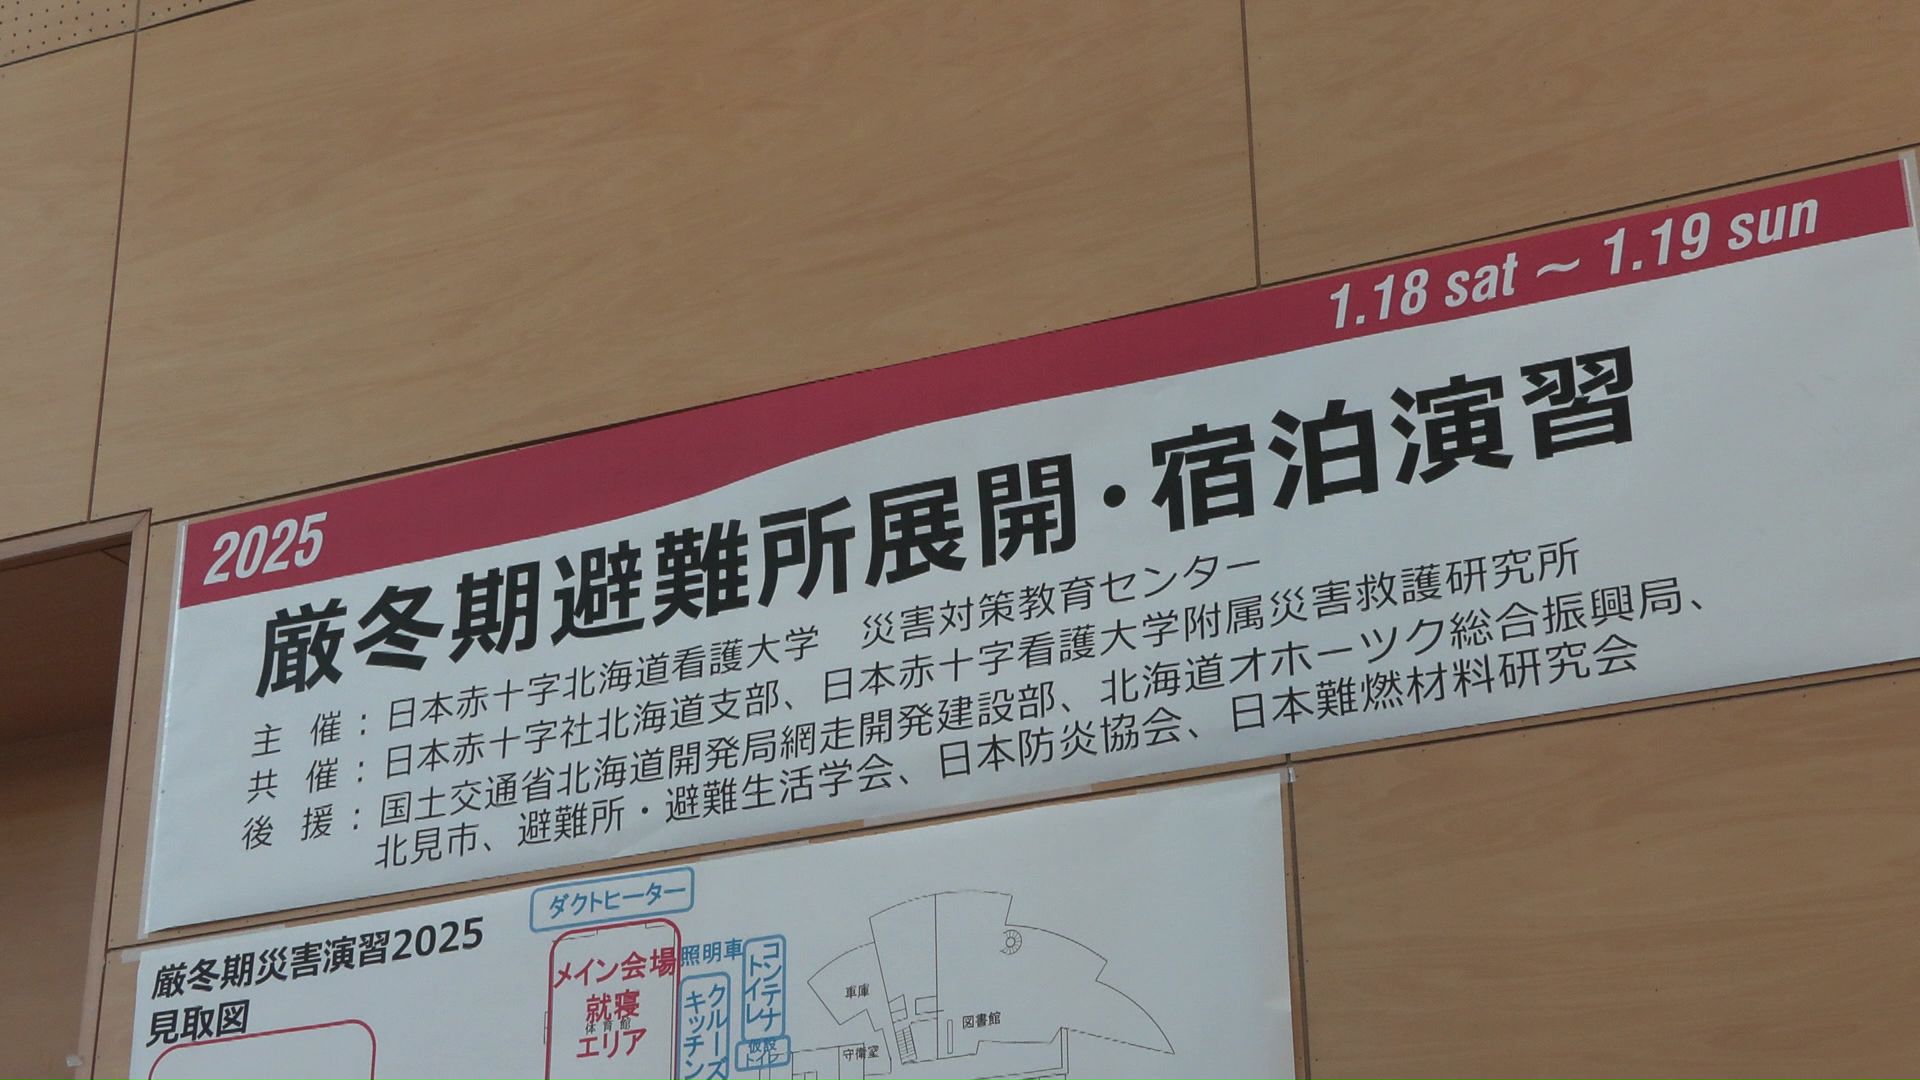 1.18 sat ～ 1.19 sun
2025
厳冬期避難所展開・宿泊演習
主 催：日本赤十字北海道看護大学 災害対策教育センター
共 催：日本赤十字社北海道支部、日本赤十字看護大学附属災害救護研究所
後 援：国土交通省北海道開発局網走開発建設部、北海道オホーツク総合振興局、
北見市、避難所・避難生活学会、日本防炎協会、日本難燃材料研究会
厳冬期災害演習2025
見取図
ダクトヒーター
メイン会場
就寝
体育館
エリア
照明車
クルーズ
キッチン
コンテナ
トイレ
仮設
トイレ
車庫
守衛室
図書館